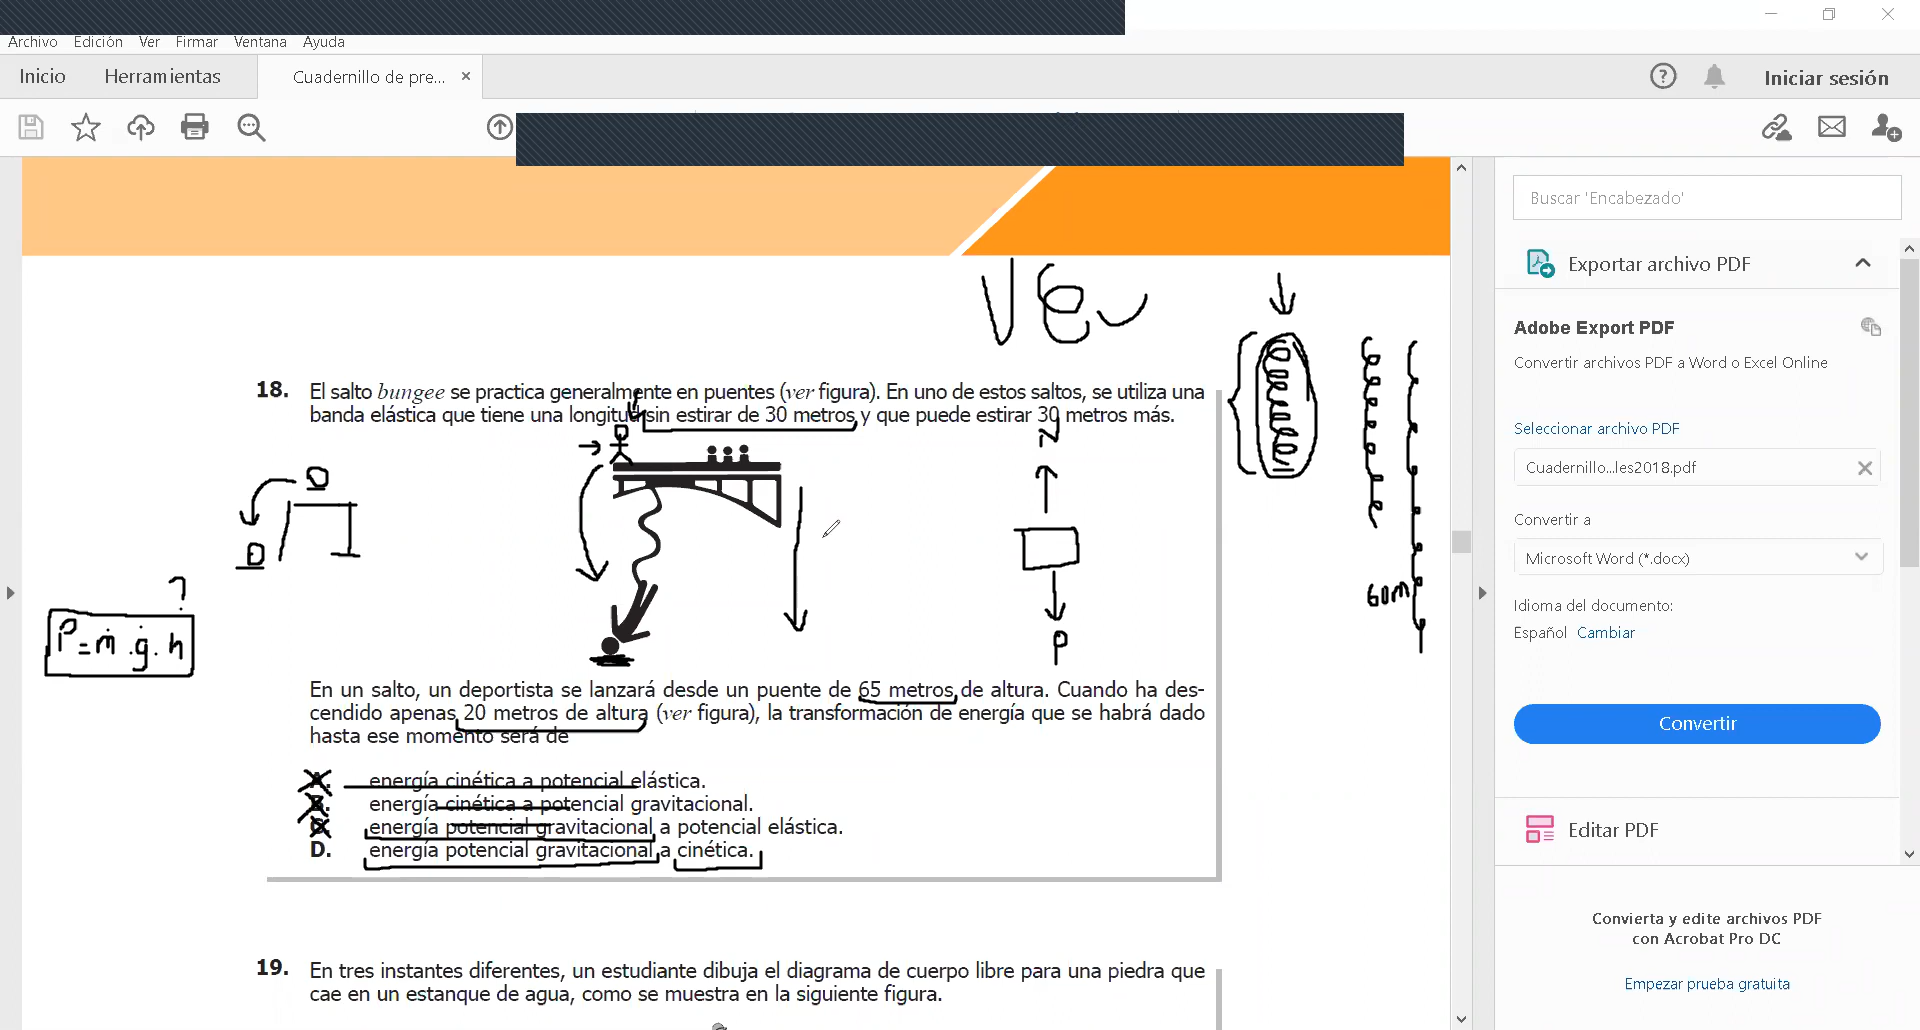 Archivo Edición Ver Firmar Ventana Ayuda
Inicio Herramientas Cuadernillo de pre... × Iniciar sesión
Buscar 'Encabezado'
Exportar archivo PDF
Adobe Export PDF
Convertir archivos PDF a Word o Excel Online
Seleccionar archivo PDF
Cuadernillo...les2018.pdf
Convertir a
Microsoft Word (*.docx)
Idioma del documento:
Español Cambiar
Convertir
Editar PDF
Convierta y edite archivos PDF
con Acrobat Pro DC
Empezar prueba gratuita
18. El salto bungee se practica generalmente en puentes (ver figura). En uno de estos saltos, se utiliza una
banda elástica que tiene una longitud sin estirar de 30 metros y que puede estirar 30 metros más.
N
P
60m
?
P=m.g.h
En un salto, un deportista se lanzará desde un puente de 65 metros de altura. Cuando ha des-
cendido apenas 20 metros de altura (ver figura), la transformación de energía que se habrá dado
hasta ese momento será de
A. energía cinética a potencial elástica.
B. energía cinética a potencial gravitacional.
C. energía potencial gravitacional a potencial elástica.
D. energía potencial gravitacional a cinética.
19. En tres instantes diferentes, un estudiante dibuja el diagrama de cuerpo libre para una piedra que
cae en un estanque de agua, como se muestra en la siguiente figura.